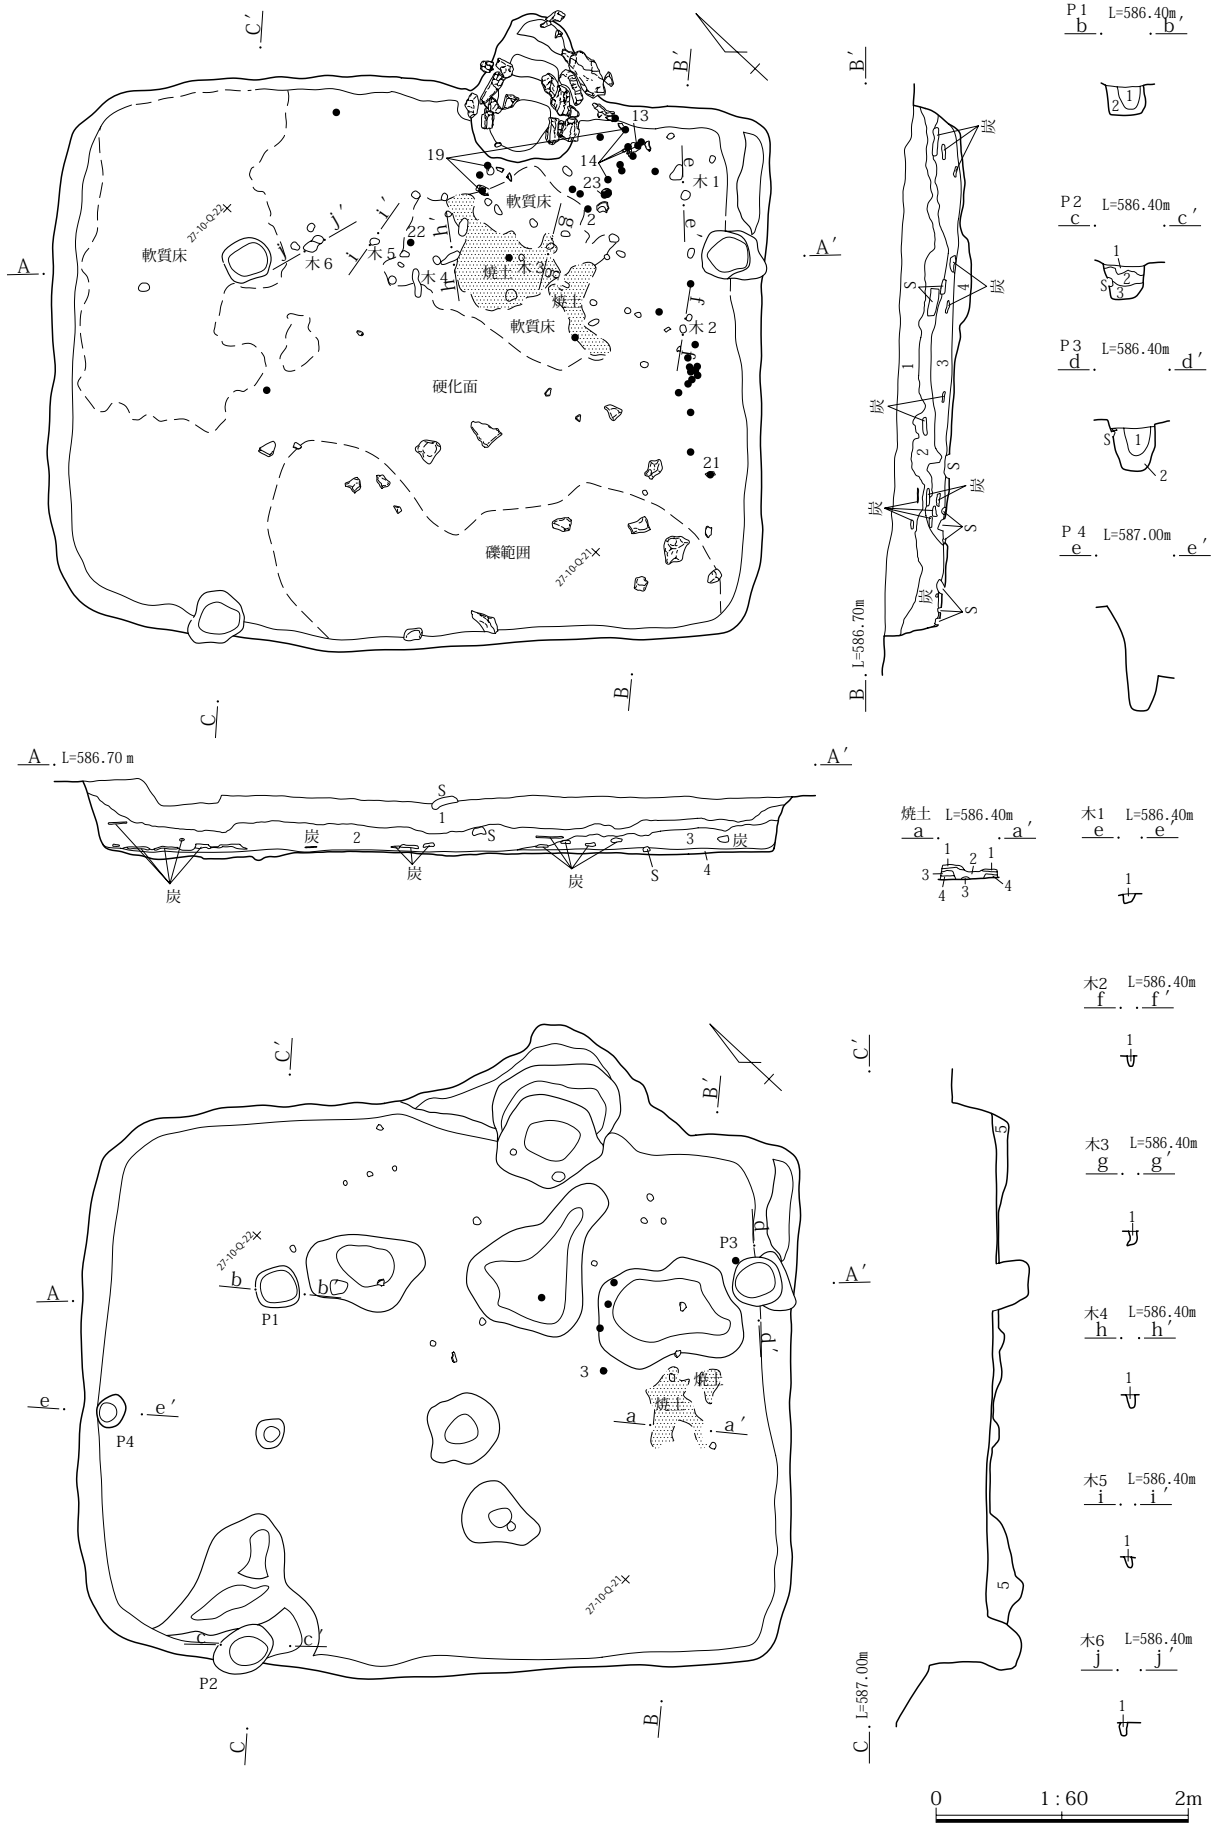 C′
B′
B′
P1 L=586.40m
b . . b′
1
2
13
19
14
木1
e
23
軟質床
2
27-10-Q-22
j′
i′
h′
g
e′
22
軟質床
j
木6
i
木5
木4
h
焼土
木3
g′
A .
. A′
焼土
軟質床
f
木2
f′
硬化面
21
礫範囲
27-10-Q-21
C
B
炭
S
4
炭
1
3
炭
2
S
炭
炭
S
炭
S
B . L=586.70m
P2 L=586.40m
c . . c′
1
2
S
3
P3 L=586.40m
d . . d′
S
1
2
P4 L=587.00m
e . . e′
A . L=586.70 m
. A′
S
1
炭
2
S
3
炭
炭
炭
炭
S
4
焼土 L=586.40m
a . . a′
1
2
1
3
4
3
4
木1 L=586.40m
e . . e′
1
木2 L=586.40m
f . . f′
1
木3 L=586.40m
g . . g′
1
木4 L=586.40m
h . . h′
1
木5 L=586.40m
i . . i′
1
木6 L=586.40m
j . . j′
1
C′
B′
C′
5
27-10-Q-22
P3
d
b
b′
P1
A .
. A′
d′
3
焼土
焼土
a
a′
e .
. e′
P4
27-10-Q-21
c
c′
P2
C
B
5
C . L=587.00m
0 1：60 2m